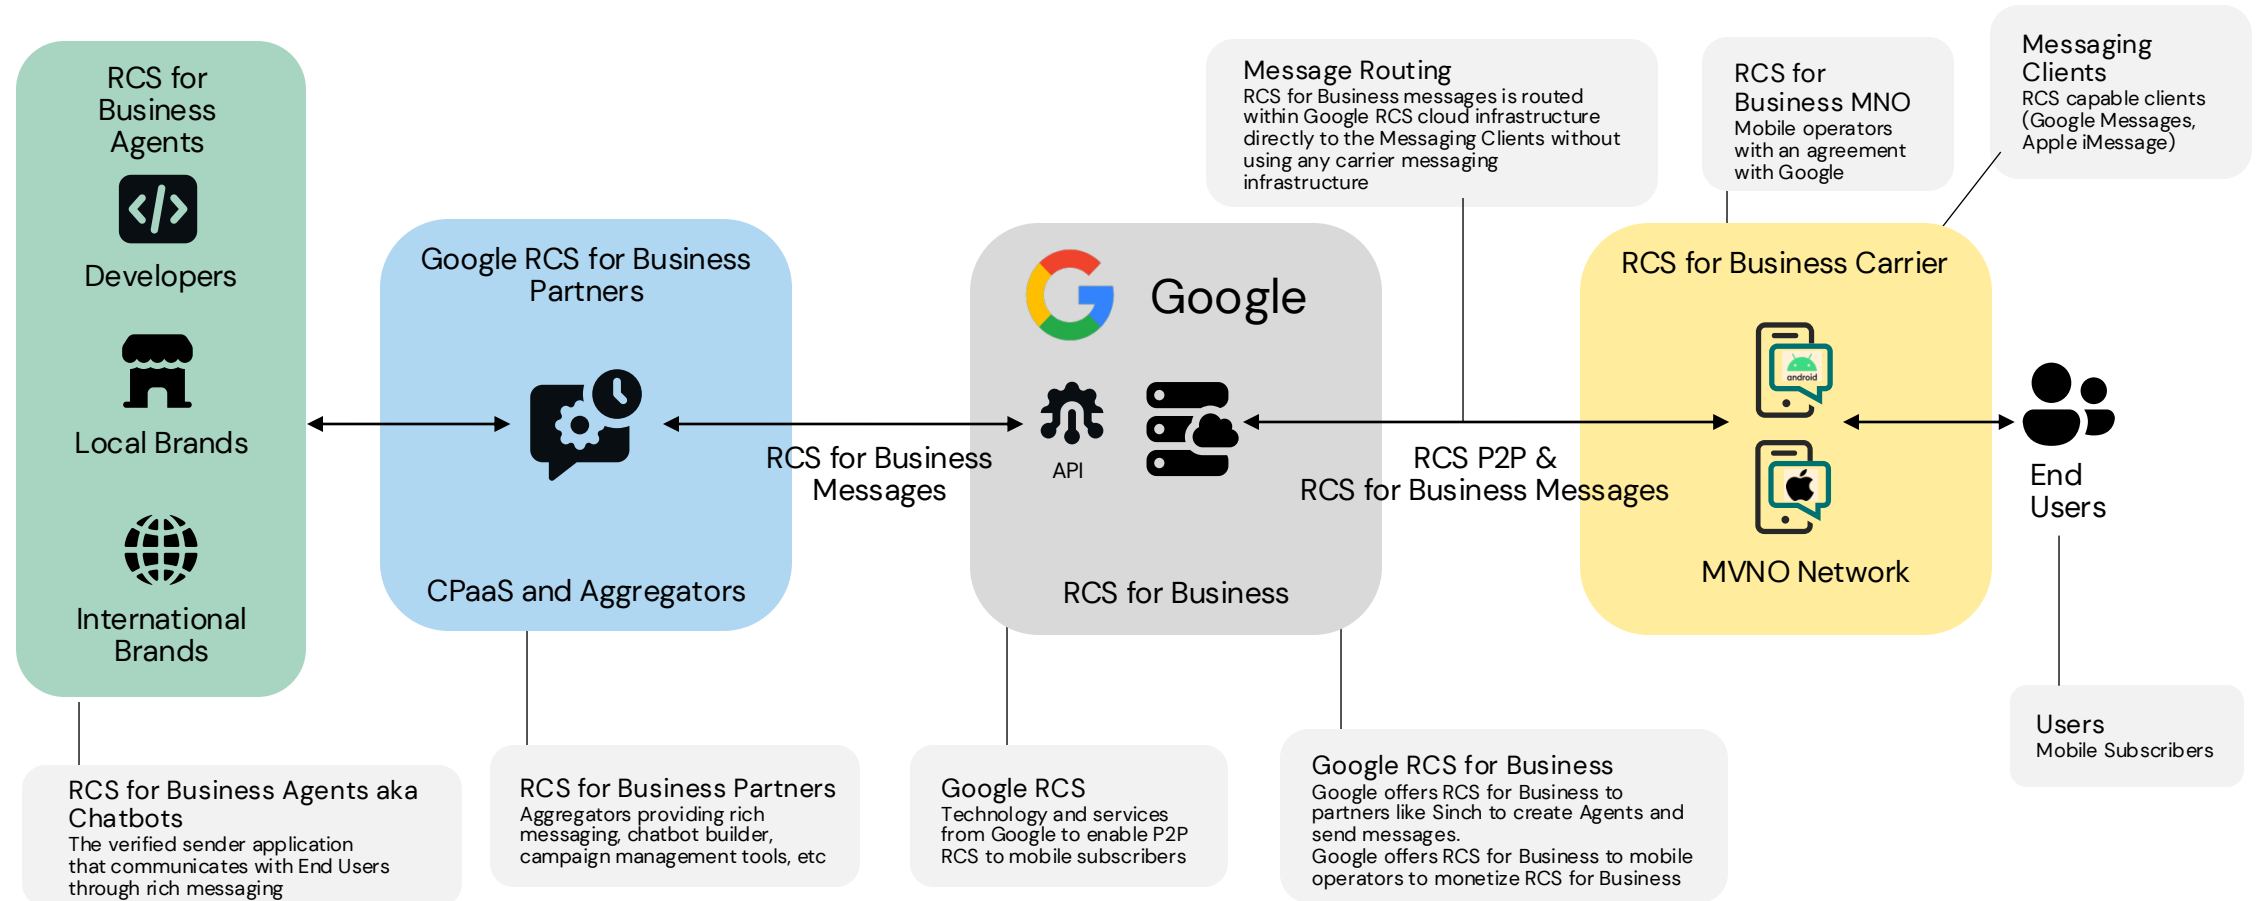 RCS for
Business
Agents
Developers
Local Brands
International
Brands
RCS for Business Agents aka
Chatbots
The verified sender application
that communicates with End Users
through rich messaging
Google RCS for Business
Partners
CPaaS and Aggregators
RCS for Business Partners
Aggregators providing rich
messaging, chatbot builder,
campaign management tools, etc
RCS for Business
Messages
Google
API
RCS for Business
Google RCS
Technology and services
from Google to enable P2P
RCS to mobile subscribers
Google RCS for Business
Google offers RCS for Business to
partners like Sinch to create Agents and
send messages.
Google offers RCS for Business to mobile
operators to monetize RCS for Business
Message Routing
RCS for Business messages is routed
within Google RCS cloud infrastructure
directly to the Messaging Clients without
using any carrier messaging
infrastructure
RCS P2P &
RCS for Business Messages
RCS for
Business MNO
Mobile operators
with an agreement
with Google
Messaging
Clients
RCS capable clients
(Google Messages,
Apple iMessage)
RCS for Business Carrier
android
MVNO Network
End
Users
Users
Mobile Subscribers